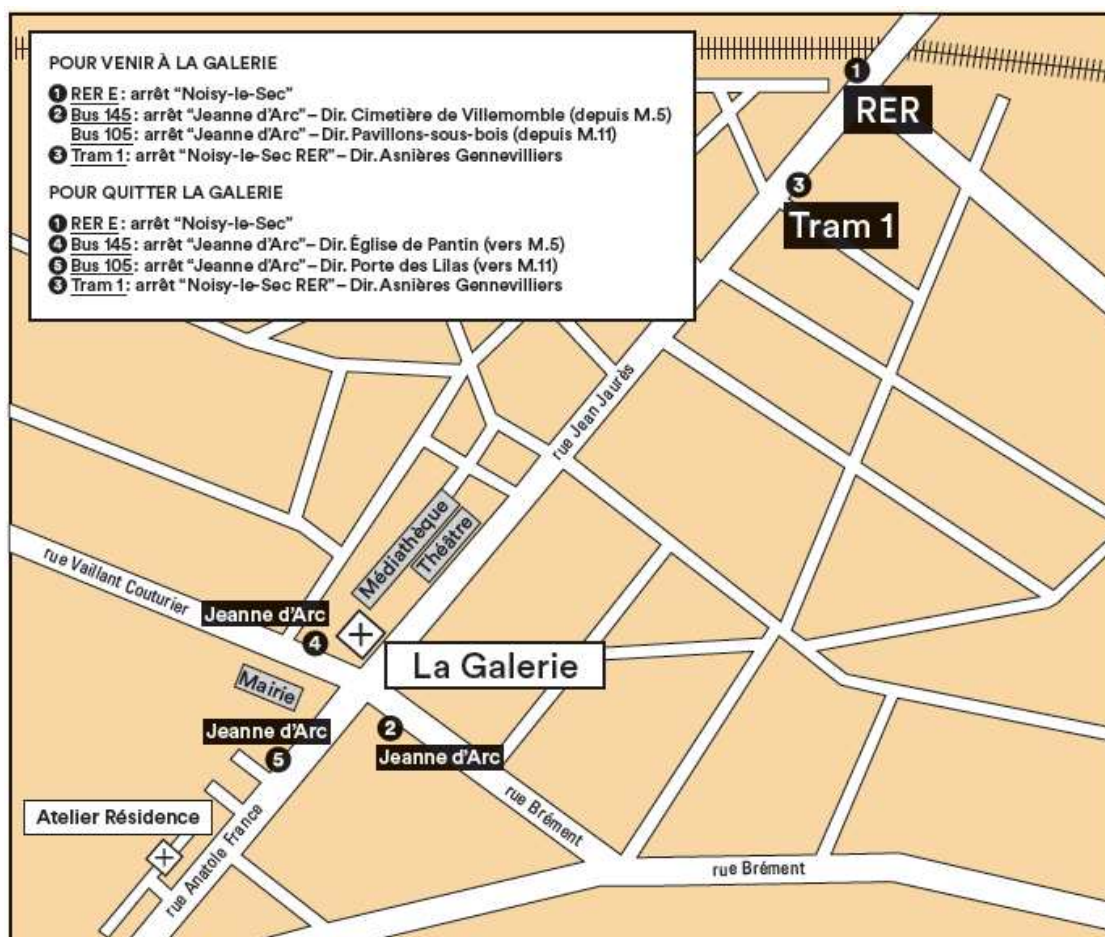 POUR VENIR À LA GALERIE
1 RER E : arrêt “Noisy-le-Sec”
2 Bus 145 : arrêt “Jeanne d’Arc” – Dir. Cimetière de Villemomble (depuis M.5)
Bus 105 : arrêt “Jeanne d’Arc” – Dir. Pavillons-sous-bois (depuis M.11)
3 Tram 1 : arrêt “Noisy-le-Sec RER” – Dir. Asnières Gennevilliers
POUR QUITTER LA GALERIE
1 RER E : arrêt “Noisy-le-Sec”
4 Bus 145 : arrêt “Jeanne d’Arc” – Dir. Église de Pantin (vers M.5)
5 Bus 105 : arrêt “Jeanne d’Arc” – Dir. Porte des Lilas (vers M.11)
3 Tram 1 : arrêt “Noisy-le-Sec RER” – Dir. Asnières Gennevilliers
1
RER
3
Tram 1
rue Jean Jaurès
Médiathèque
Théâtre
rue Vaillant Couturier
Jeanne d’Arc
4
La Galerie
Mairie
Jeanne d’Arc
5
2
Jeanne d’Arc
rue Brément
Atelier Résidence
rue Anatole France
rue Brément